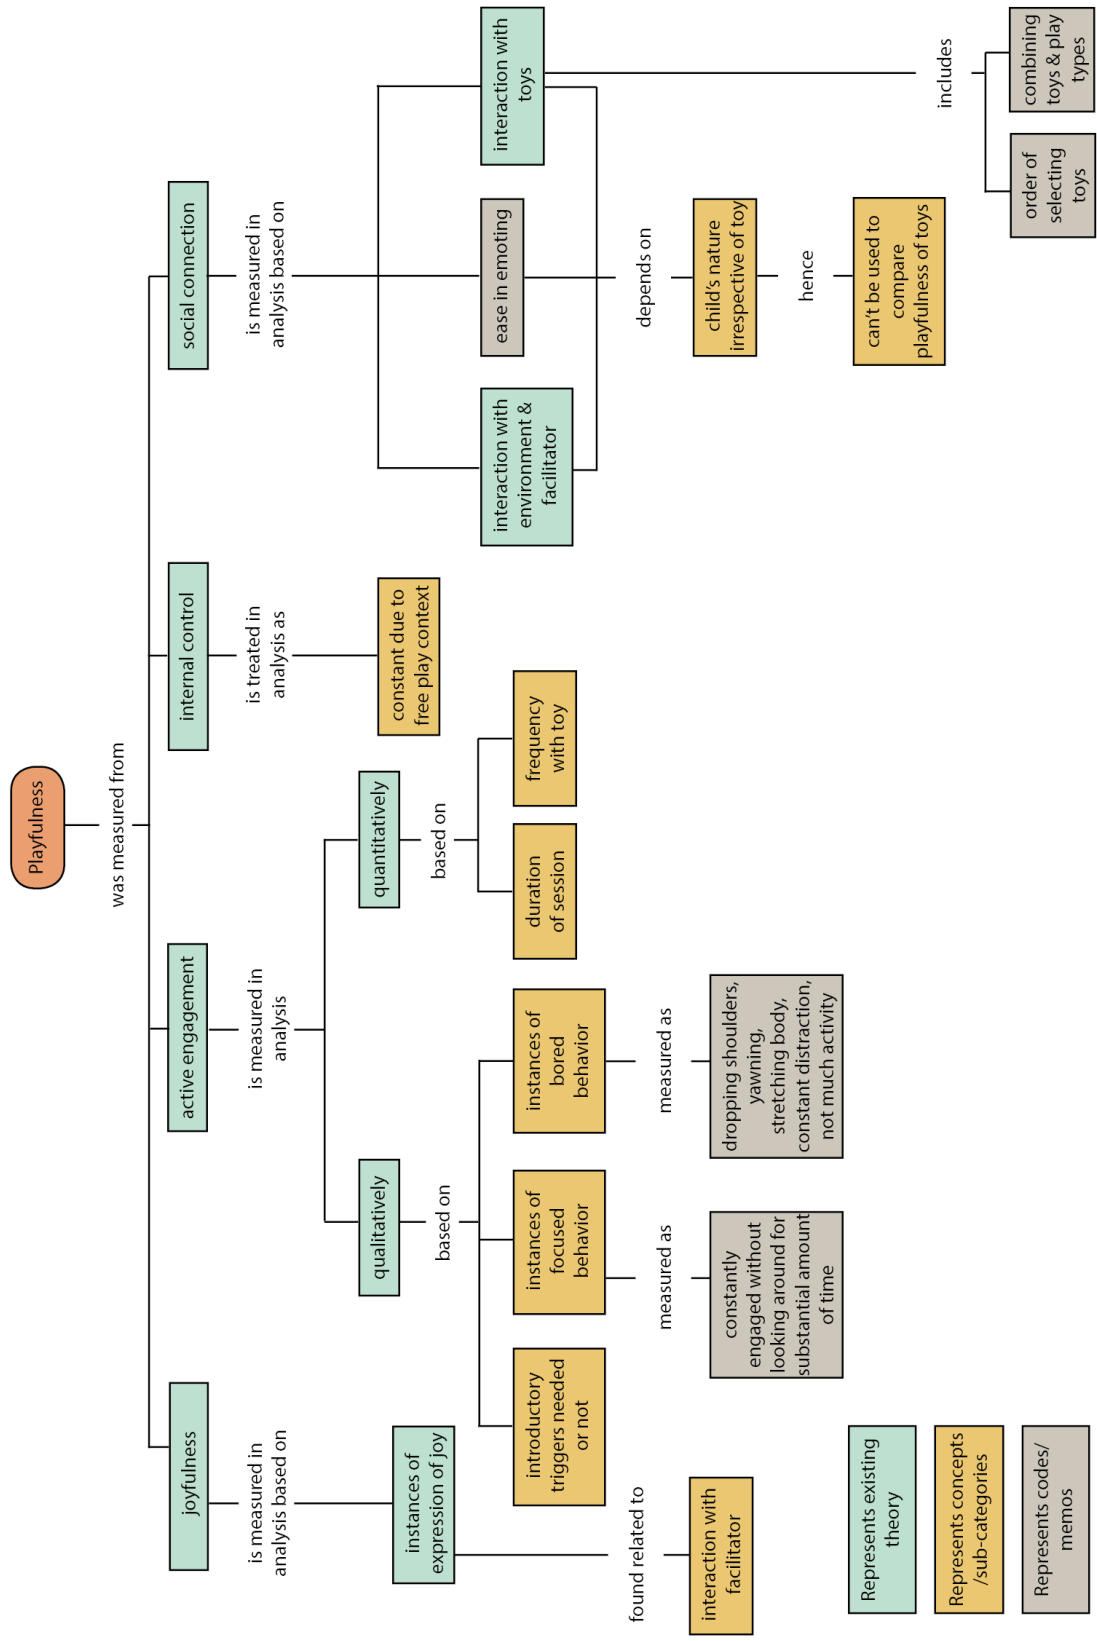 Playfulness
was measured from
joyfulness
is measured in
analysis based on
instances of
expression of joy
found related to
interaction with
facilitator
active engagement
is measured in
analysis
qualitatively
based on
introductory
triggers needed
or not
instances of
focused
behavior
measured as
constantly
engaged without
looking around for
substantial amount
of time
instances of
bored
behavior
measured as
dropping shoulders,
yawning,
stretching body,
constant distraction,
not much activity
quantitatively
based on
duration
of session
frequency
with toy
internal control
is treated in
analysis as
constant due to
free play context
social connection
is measured in
analysis based on
interaction with
environment &
facilitator
ease in emoting
interaction with
toys
depends on
child's nature
irrespective of toy
hence
can't be used to
compare
playfulness of toys
includes
order of
selecting
toys
combining
toys & play
types
Represents existing
theory
Represents concepts
/sub-categories
Represents codes/
memos